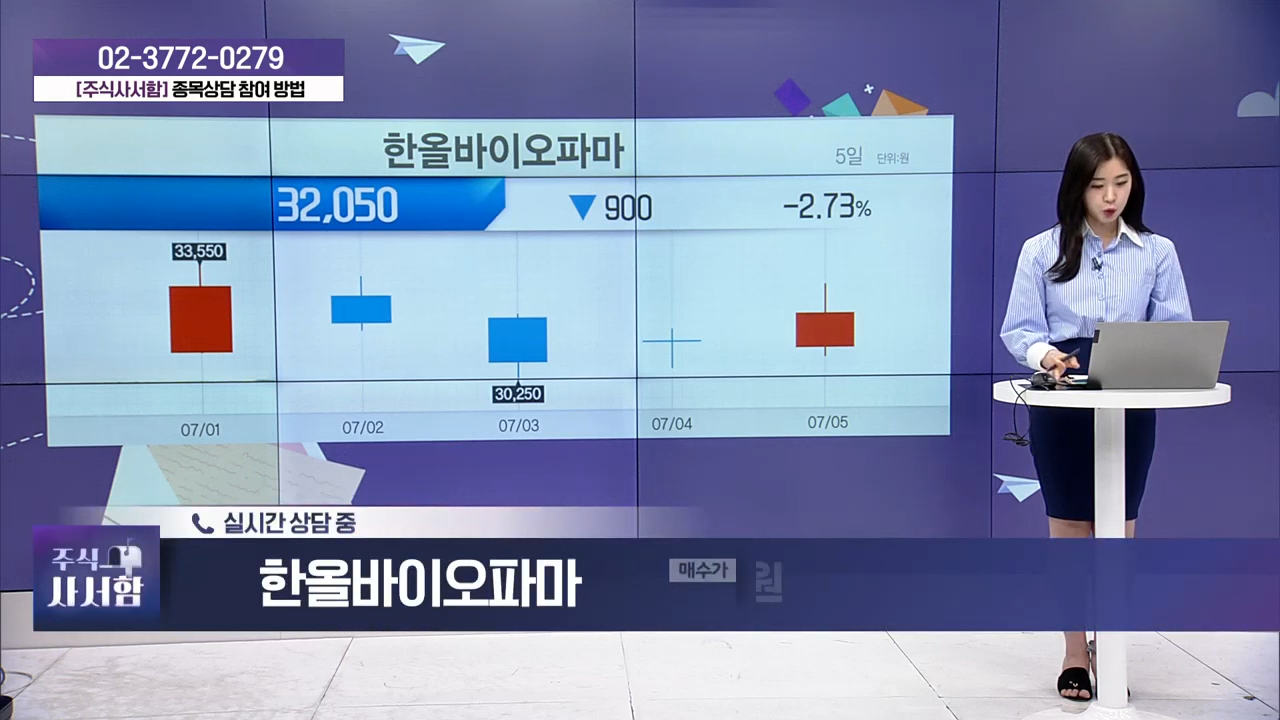 02-3772-0279
[주식사서함] 종목상담 참여 방법
한올바이오파마
5일 단위:원
32,050 ▼ 900 -2.73%
33,550
30,250
07/01 07/02 07/03 07/04 07/05
실시간 상담 중
주식
사서함
한올바이오파마 매수가 원